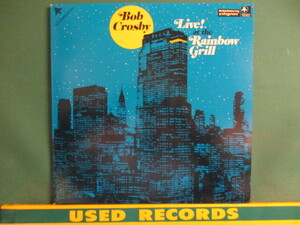 Bob
Crosby
Live!
at the
Rainbow
Grill
USED RECORDS